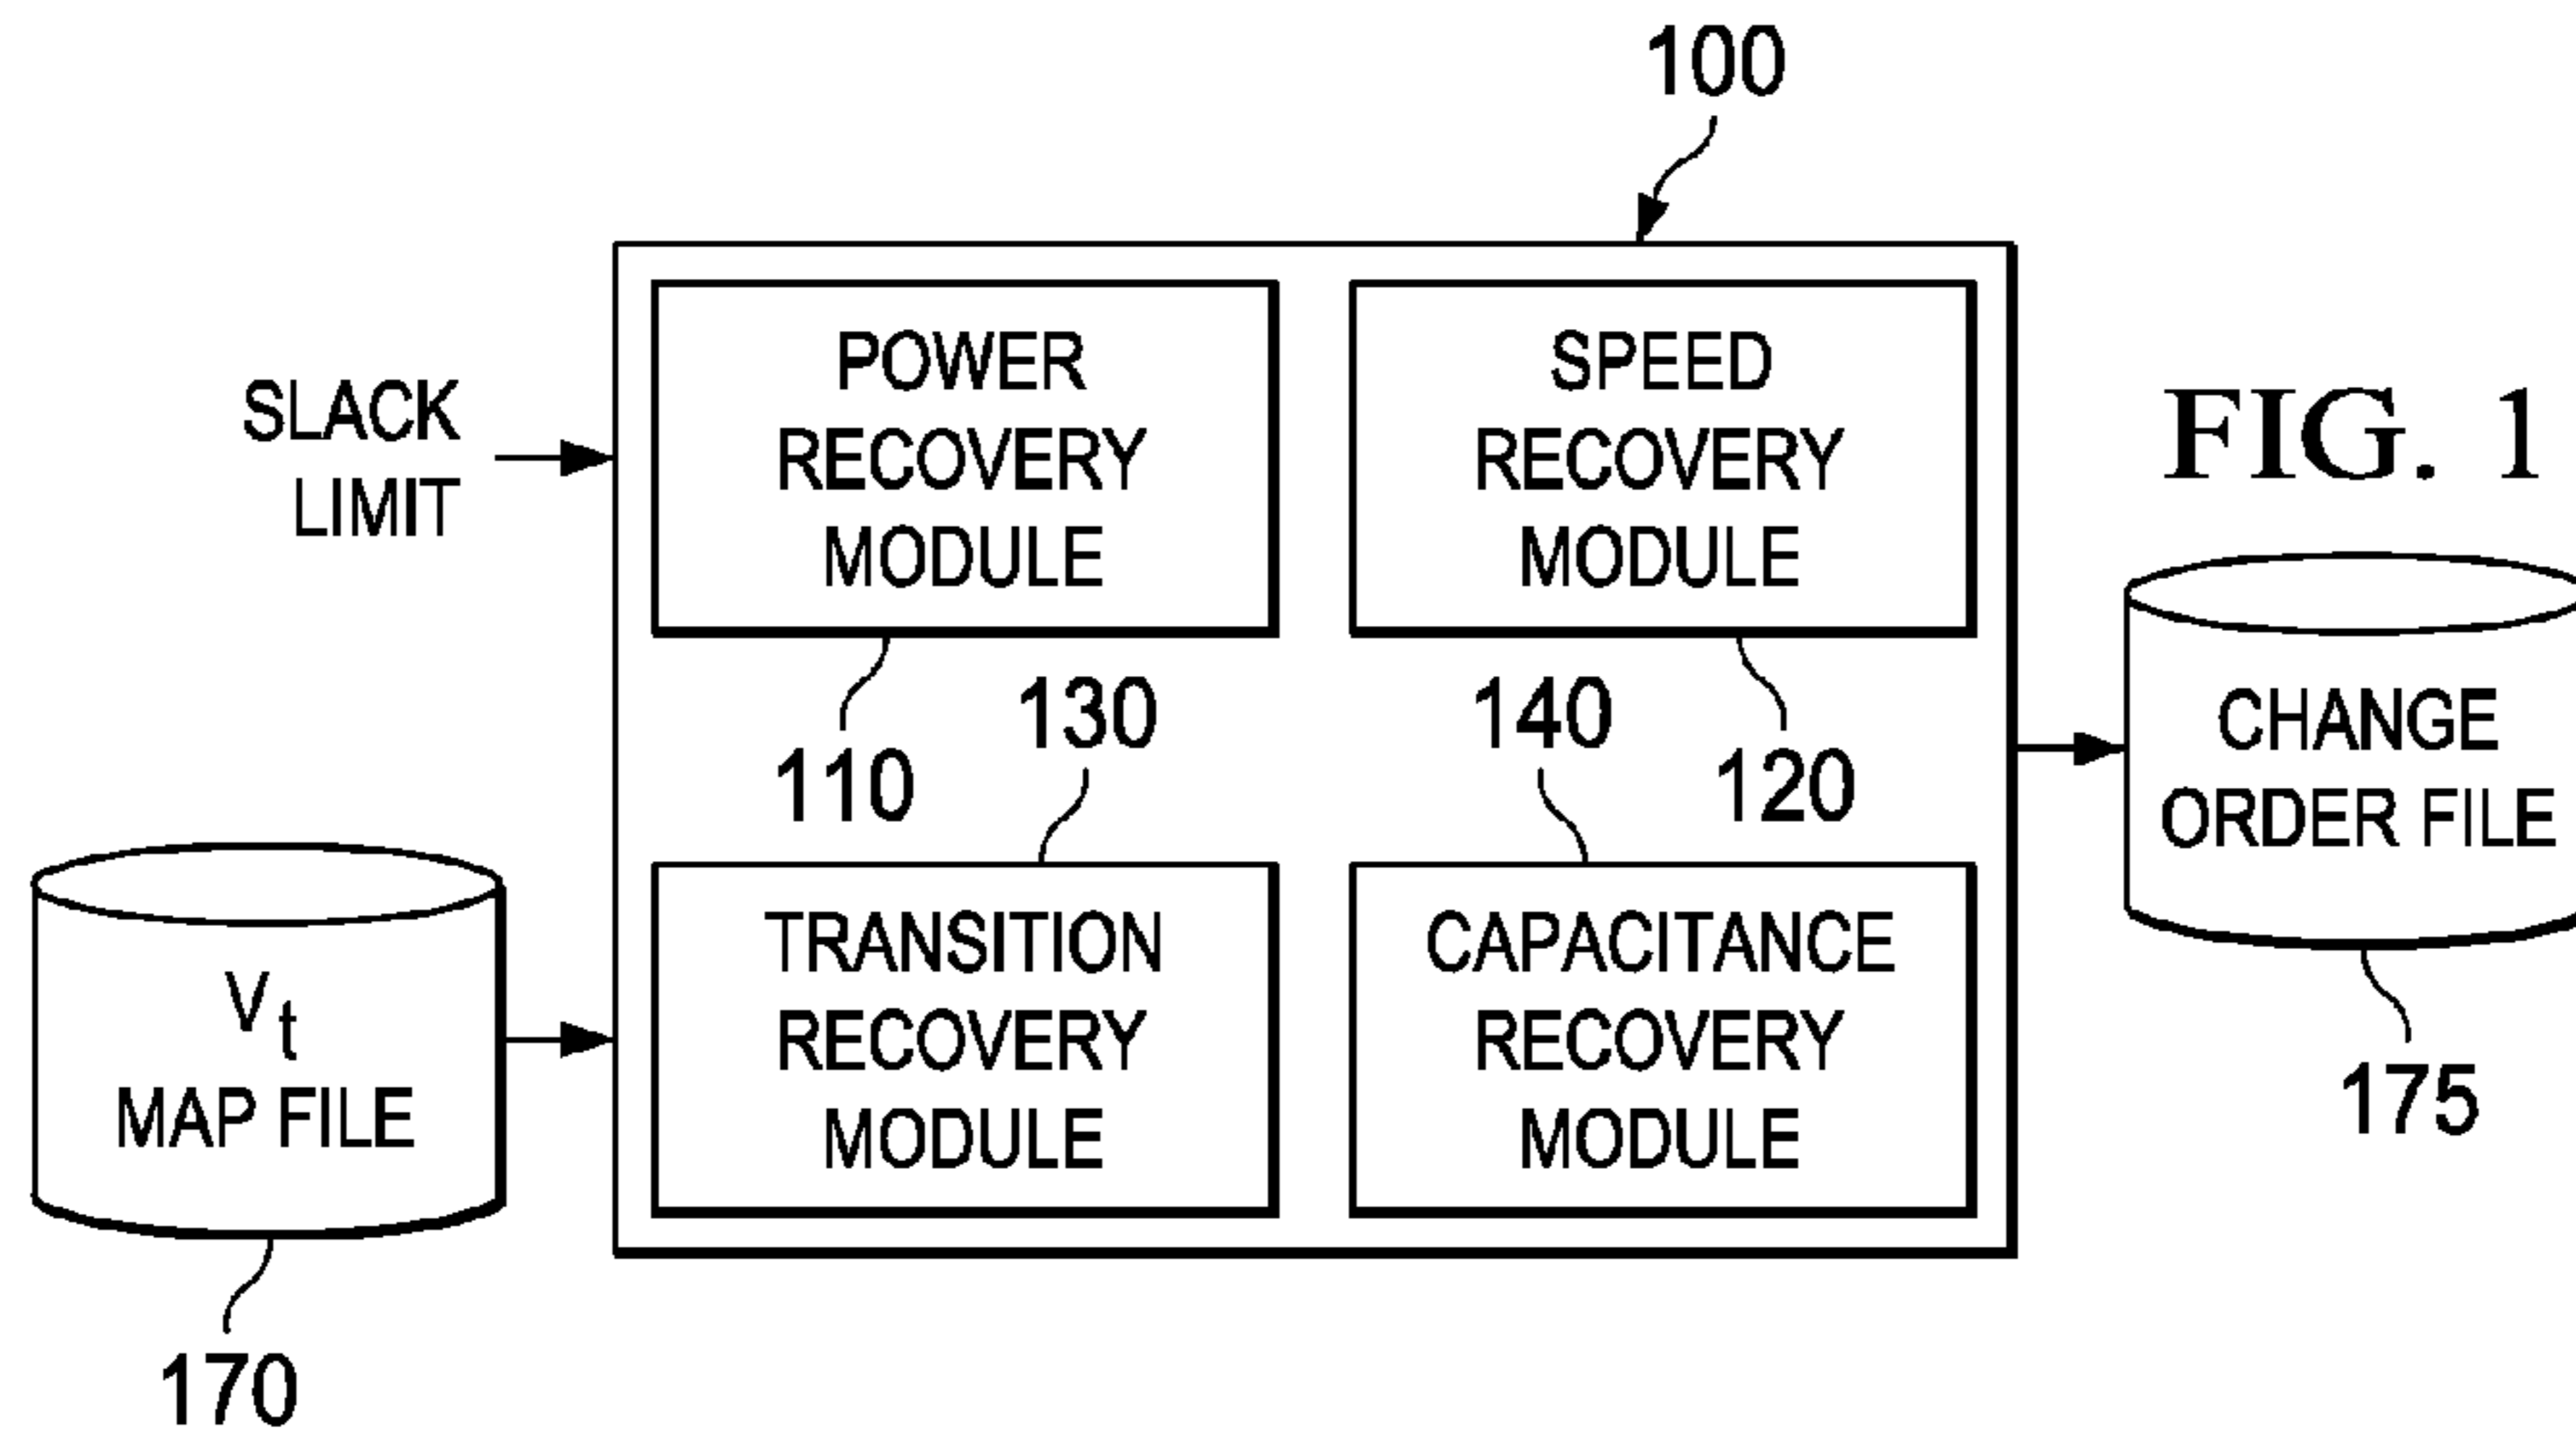 100
POWER
RECOVERY
MODULE
SPEED
RECOVERY
MODULE
SLACK
LIMIT
FIG. 1
110
130
140
120
CHANGE
ORDER FILE
175
TRANSITION
RECOVERY
MODULE
CAPACITANCE
RECOVERY
MODULE
Vt
MAP FILE
170